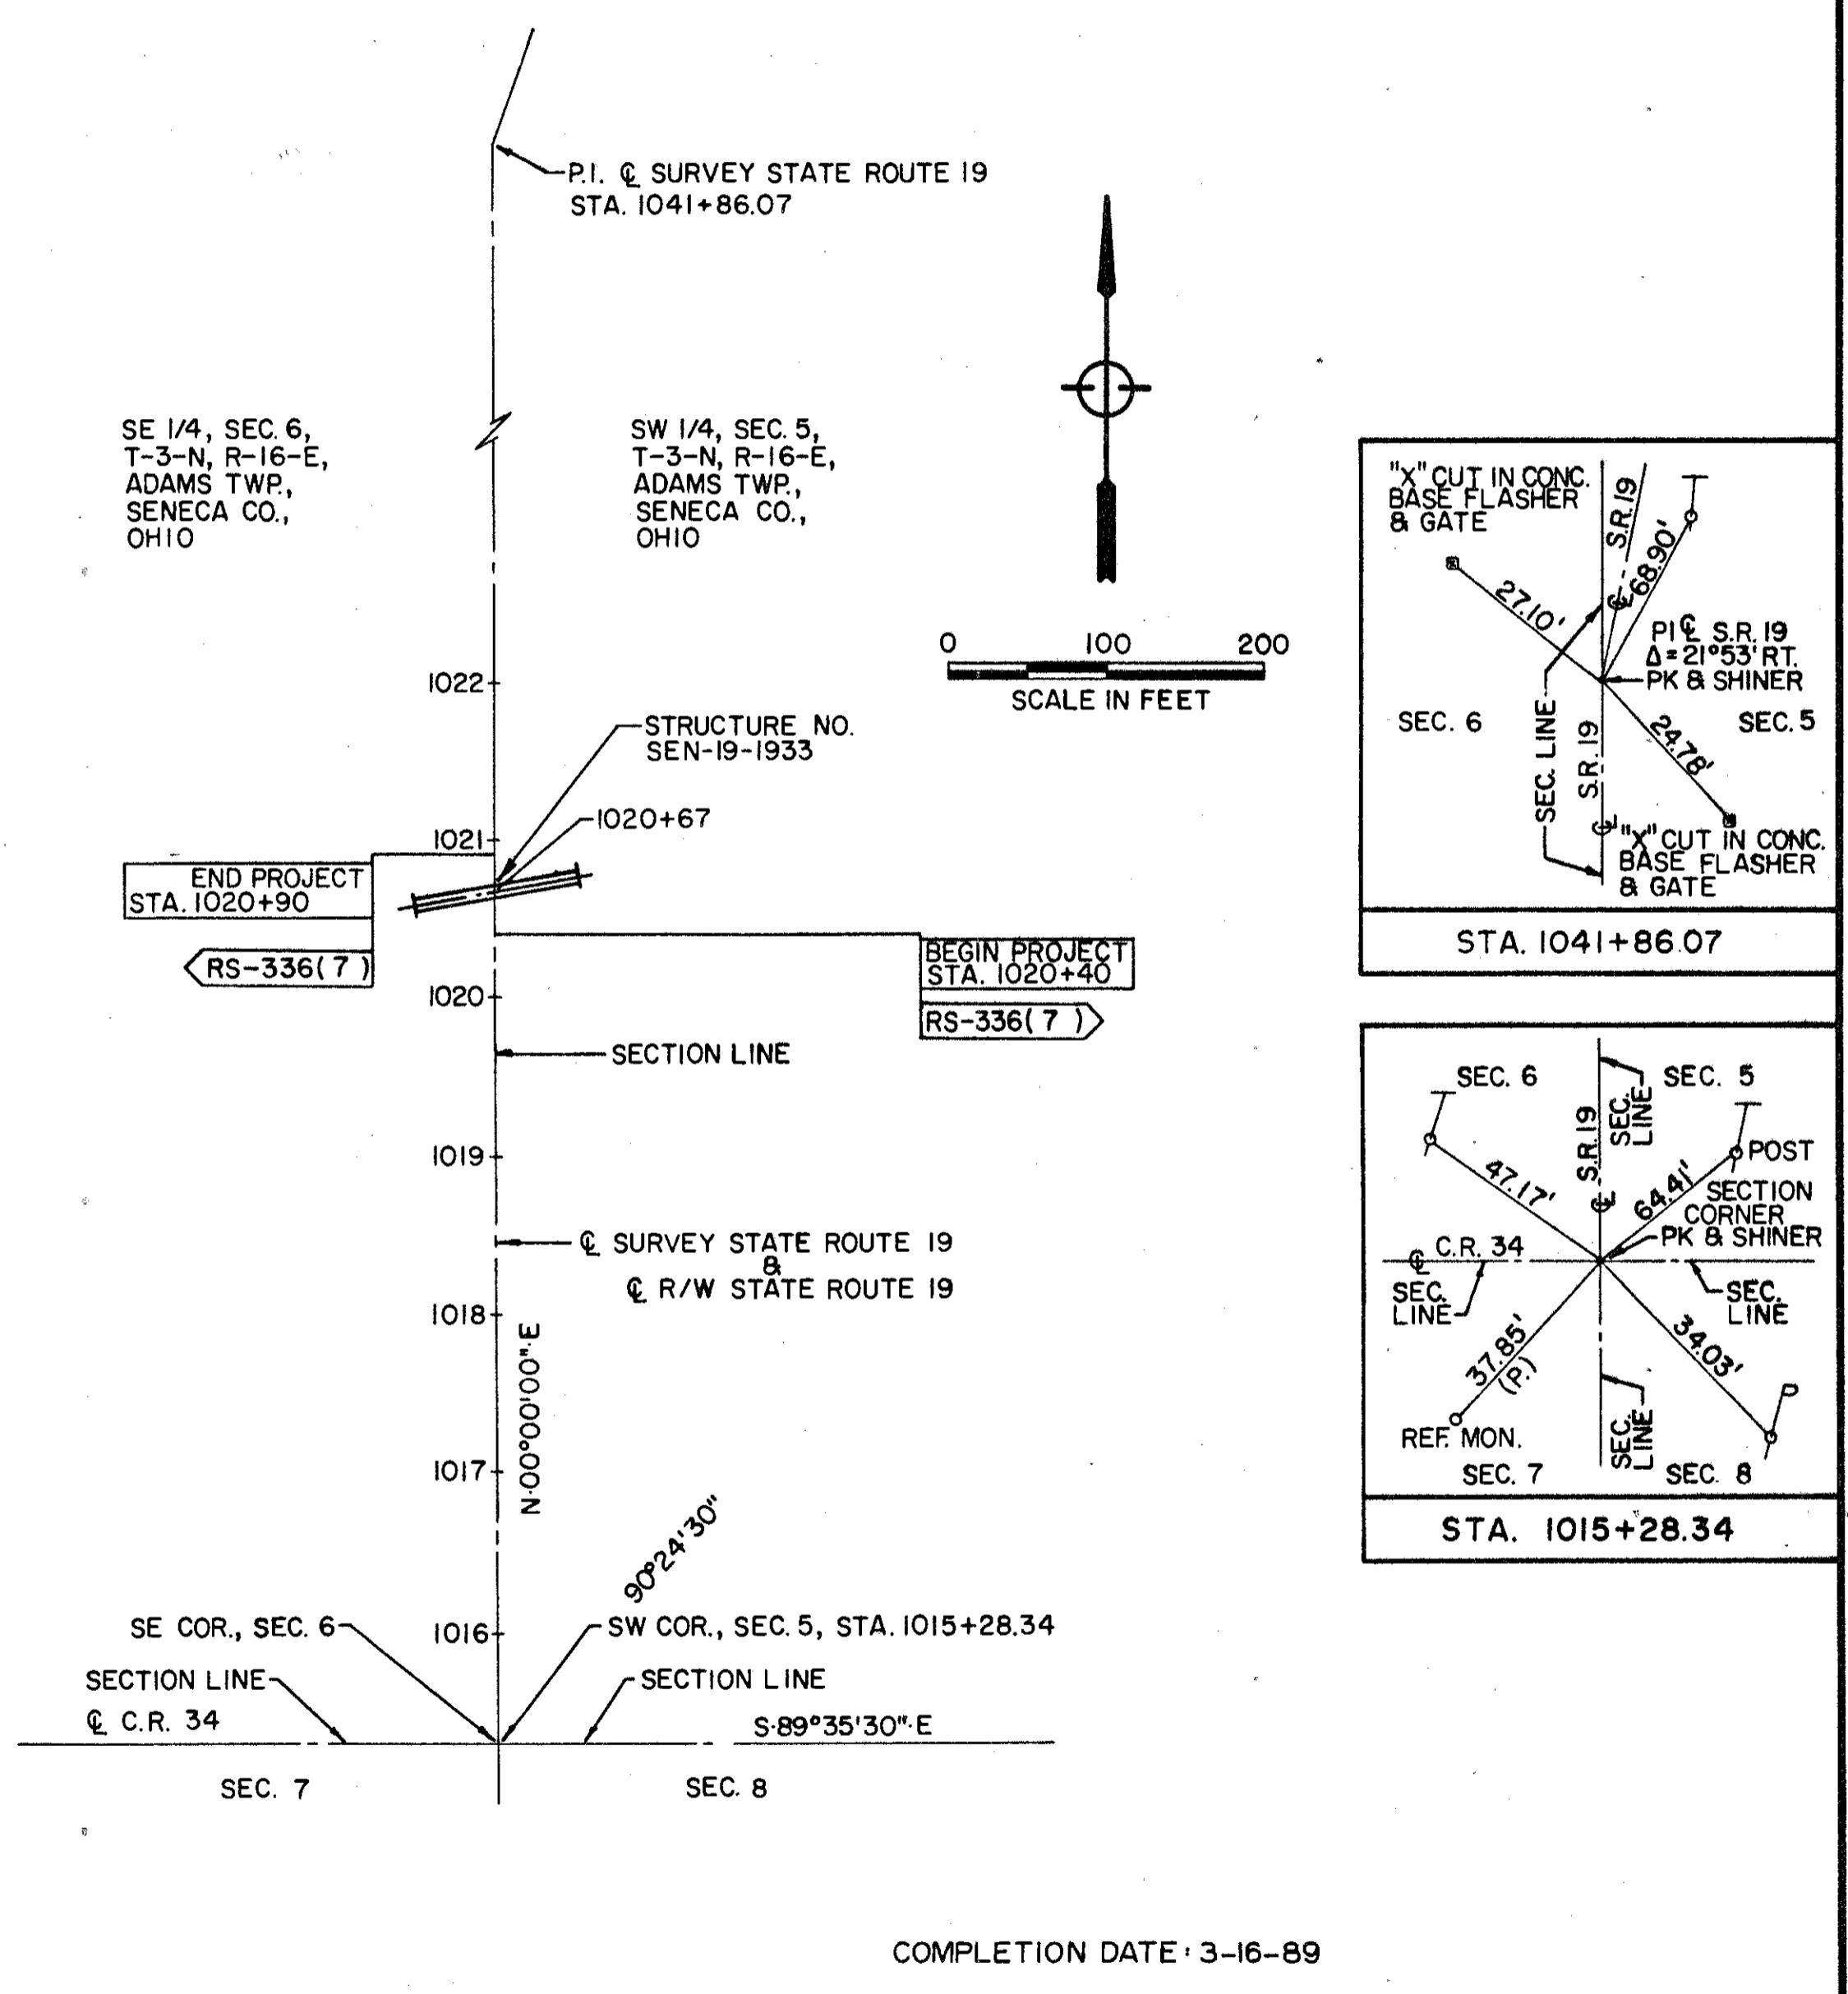 P.I. ℄ SURVEY STATE ROUTE 19
STA. 1041+86.07
SE 1/4, SEC. 6,
T-3-N, R-16-E,
ADAMS TWP.,
SENECA CO.,
OHIO
SW 1/4, SEC. 5,
T-3-N, R-16-E,
ADAMS TWP.,
SENECA CO.,
OHIO
0 100 200
SCALE IN FEET
1022
STRUCTURE NO.
SEN-19-1933
1020+67
1021
END PROJECT
STA. 1020+90
RS-336(7)
BEGIN PROJECT
STA. 1020+40
RS-336(7)
1020
SECTION LINE
1019
℄ SURVEY STATE ROUTE 19
&
℄ R/W STATE ROUTE 19
1018
N·00°00'00"·E
1017
90°24'30"
SE COR., SEC. 6
1016
SW COR., SEC. 5, STA. 1015+28.34
SECTION LINE
SECTION LINE
℄ C.R. 34
S·89°35'30"·E
SEC. 7
SEC. 8
"X" CUT IN CONC.
BASE FLASHER
& GATE
S.R. 19
℄
68.90'
27.10'
PI ℄ S.R. 19
Δ=21°53' RT.
PK & SHINER
SEC. 6
SEC. LINE
S.R. 19
24.78'
SEC. 5
℄
"X" CUT IN CONC.
BASE FLASHER
& GATE
STA. 1041+86.07
SEC. 6
SEC.
LINE
SEC. 5
S.R. 19
POST
47.17'
64.41'
℄
SECTION
CORNER
PK & SHINER
℄ C.R. 34
SEC.
LINE
SEC.
LINE
37.85'
(P.)
34.03'
REF. MON.
SEC.
LINE
SEC. 7
SEC. 8
STA. 1015+28.34
COMPLETION DATE: 3-16-89